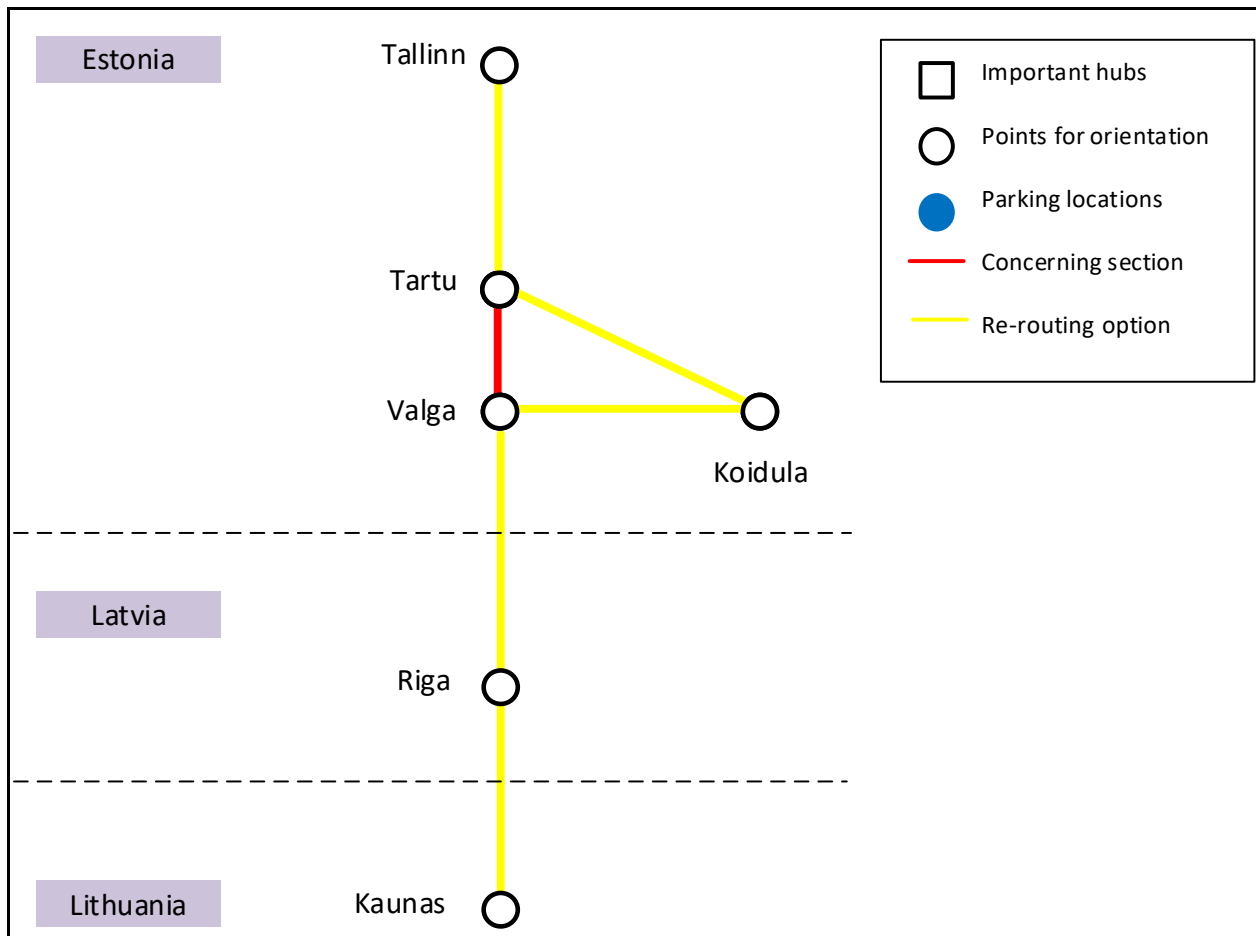 Estonia
Tallinn
Tartu
Valga
Koidula
Latvia
Riga
Lithuania
Kaunas
Important hubs
Points for orientation
Parking locations
Concerning section
Re-routing option